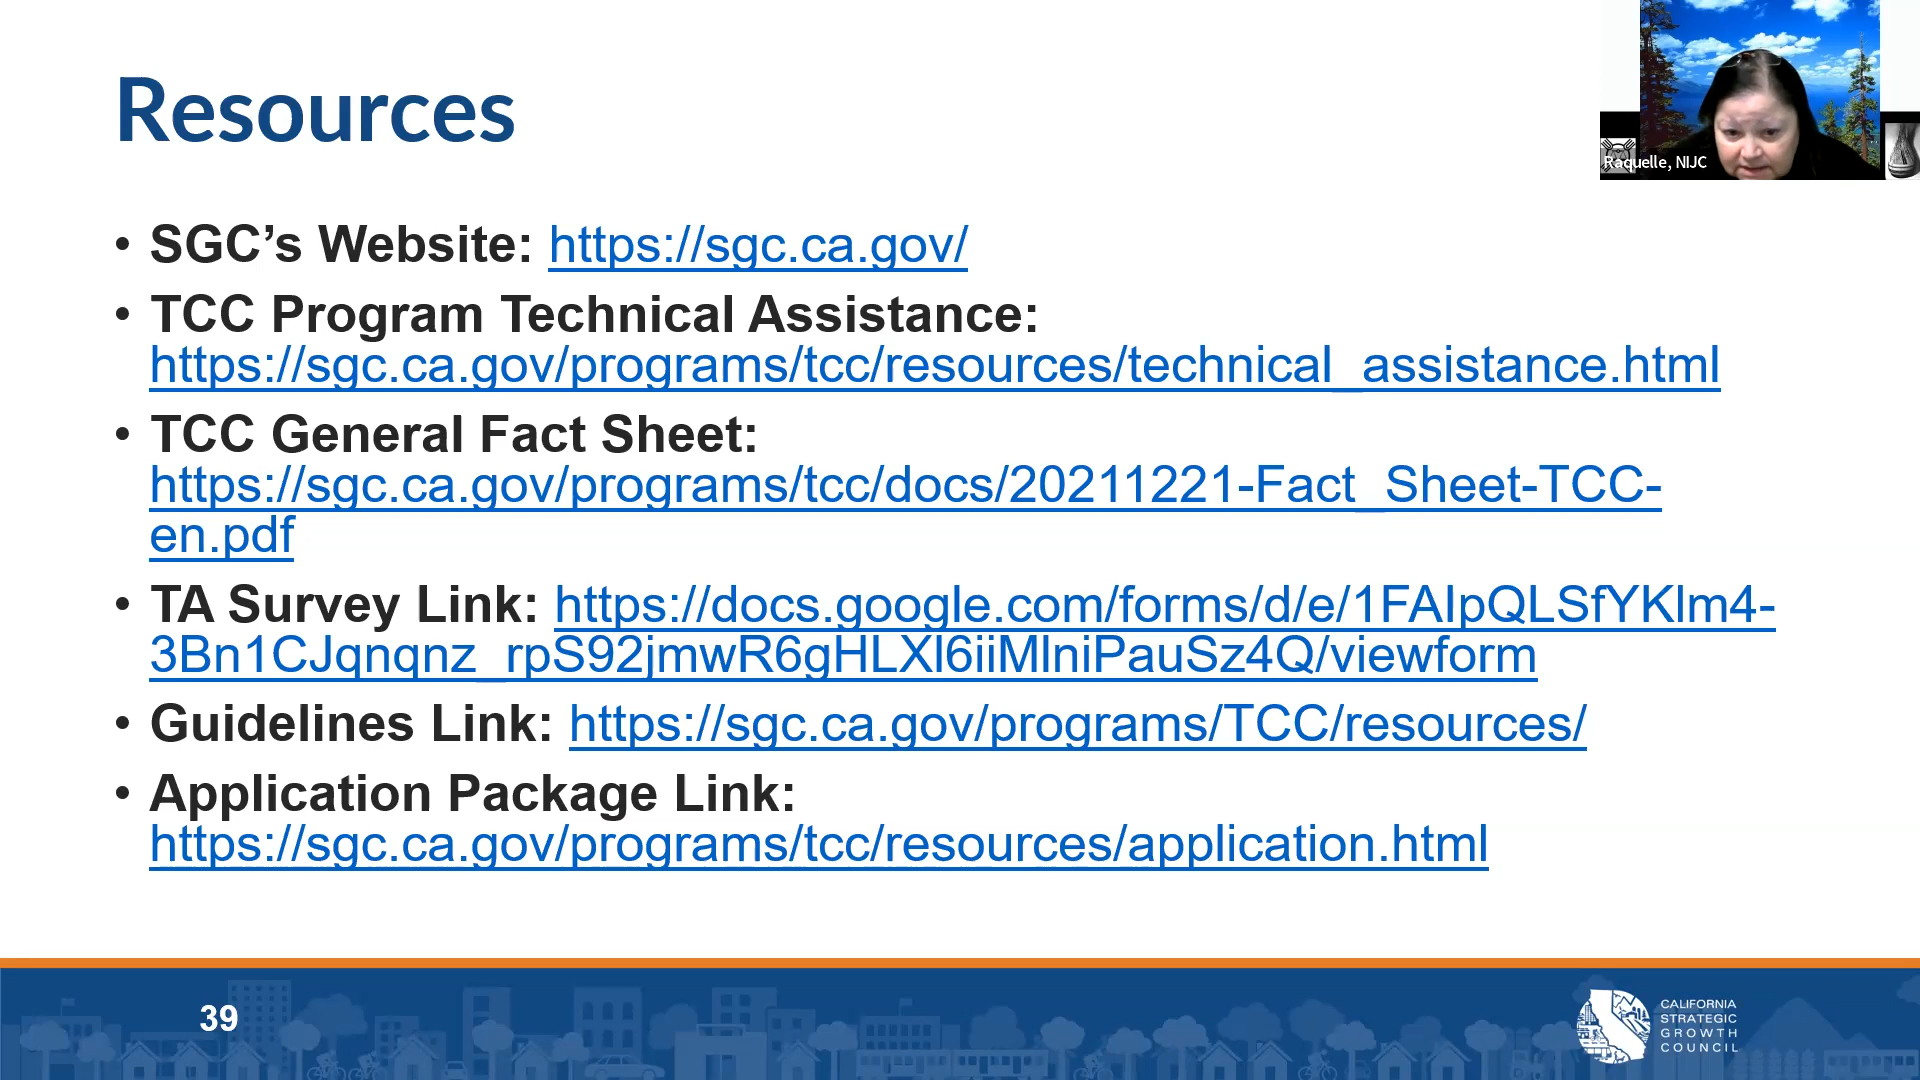 Resources
Raquelle, NIJC
• SGC’s Website: https://sgc.ca.gov/
• TCC Program Technical Assistance:
https://sgc.ca.gov/programs/tcc/resources/technical_assistance.html
• TCC General Fact Sheet:
https://sgc.ca.gov/programs/tcc/docs/20211221-Fact_Sheet-TCC-
en.pdf
• TA Survey Link: https://docs.google.com/forms/d/e/1FAIpQLSfYKlm4-
3Bn1CJqnqnz_rpS92jmwR6gHLXl6iiMlniPauSz4Q/viewform
• Guidelines Link: https://sgc.ca.gov/programs/TCC/resources/
• Application Package Link:
https://sgc.ca.gov/programs/tcc/resources/application.html
39
CALIFORNIA
STRATEGIC
GROWTH
COUNCIL